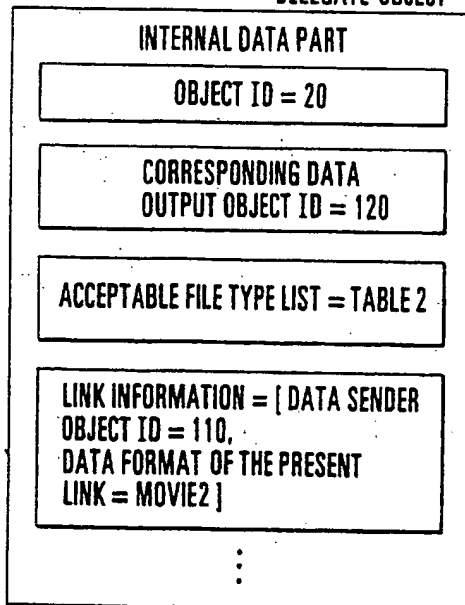 INTERNAL DATA PART
OBJECT ID = 20
CORRESPONDING DATA
OUTPUT OBJECT ID = 120
ACCEPTABLE FILE TYPE LIST = TABLE 2
LINK INFORMATION = [ DATA SENDER
OBJECT ID = 110,
DATA FORMAT OF THE PRESENT
LINK = MOVIE2 ]